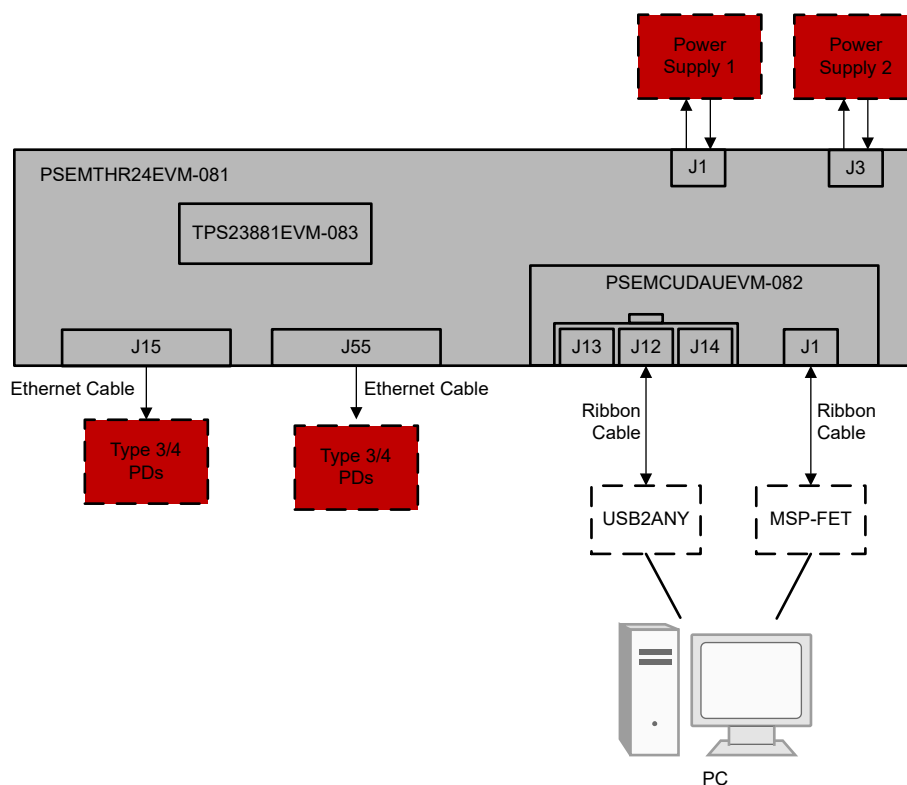 Power
Supply 1
Power
Supply 2
PSEMTHR24EVM-081
J1
J3
TPS23881EVM-083
PSEMCUDAUEVM-082
J15
J55
J13
J12
J14
J1
Ethernet Cable
Ethernet Cable
Ribbon
Cable
Ribbon
Cable
Type 3/4
PDs
Type 3/4
PDs
USB2ANY
MSP-FET
PC